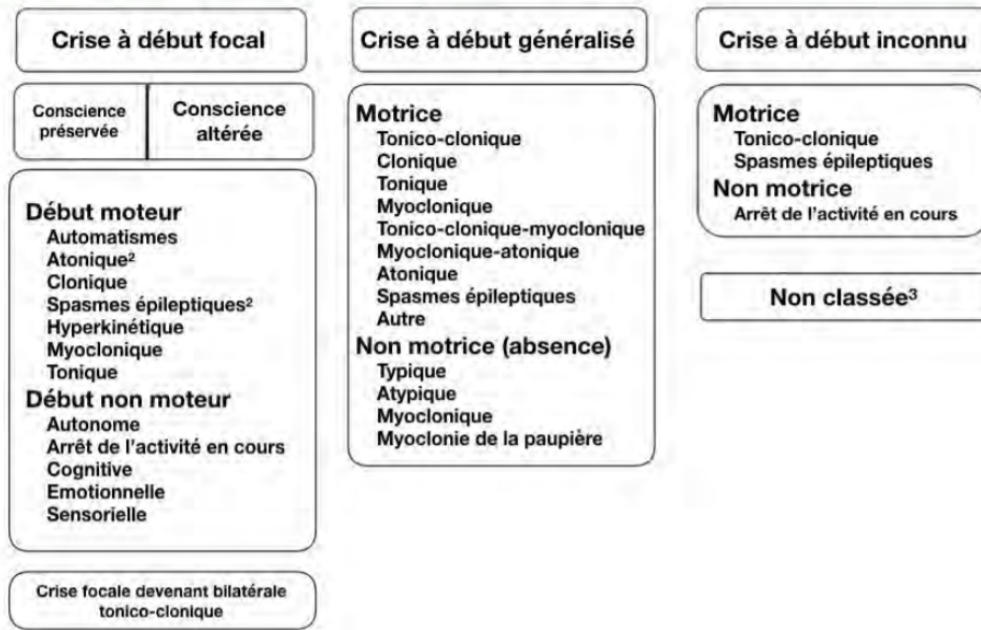 Crise à début focal
Conscience
préservée
Conscience
altérée
Début moteur
Automatismes
Atonique²
Clonique
Spasmes épileptiques²
Hyperkinétique
Myoclonique
Tonique
Début non moteur
Autonome
Arrêt de l'activité en cours
Cognitive
Emotionnelle
Sensorielle
Crise focale devenant bilatérale
tonico-clonique
Crise à début généralisé
Motrice
Tonico-clonique
Clonique
Tonique
Myoclonique
Tonico-clonique-myoclonique
Myoclonique-atonique
Atonique
Spasmes épileptiques
Autre
Non motrice (absence)
Typique
Atypique
Myoclonique
Myoclonie de la paupière
Crise à début inconnu
Motrice
Tonico-clonique
Spasmes épileptiques
Non motrice
Arrêt de l'activité en cours
Non classée³